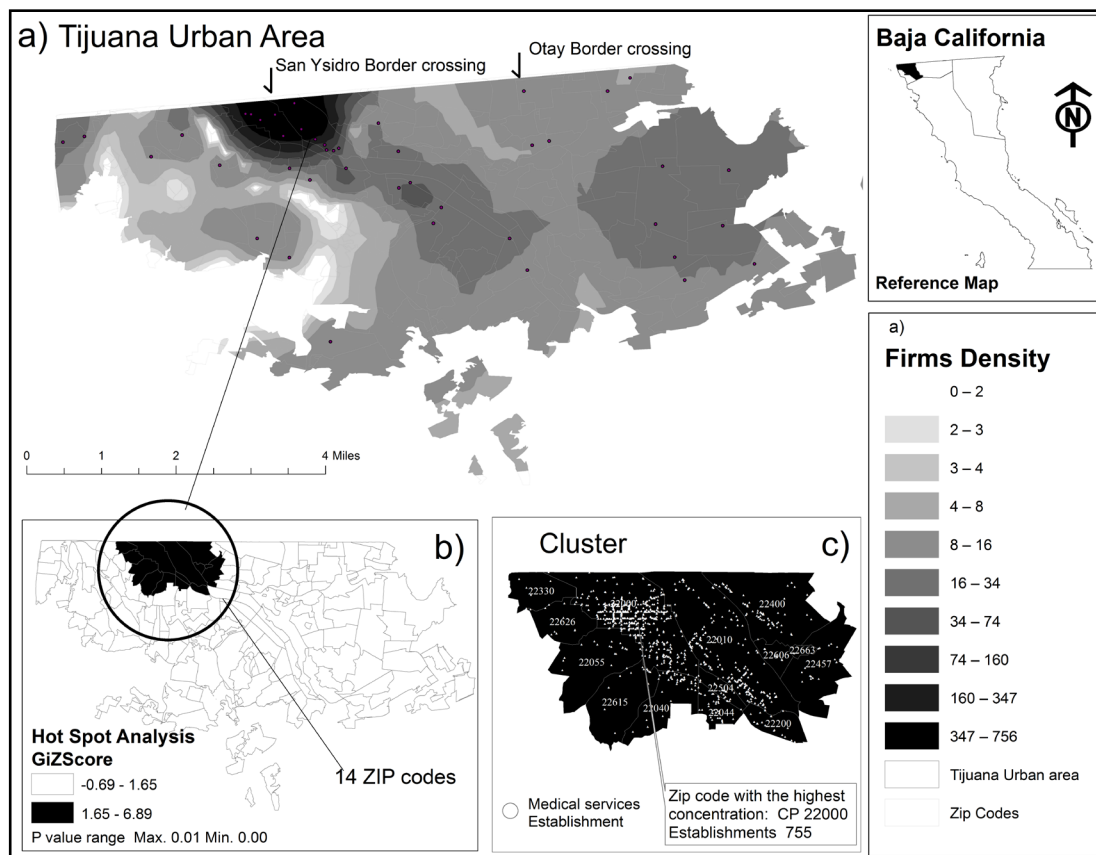 a) Tijuana Urban Area
San Ysidro Border crossing
Otay Border crossing
0 1 2 4 Miles
Baja California
N
Reference Map
a)
Firms Density
0 – 2
2 – 3
3 – 4
4 – 8
8 – 16
16 – 34
34 – 74
74 – 160
160 – 347
347 – 756
Tijuana Urban area
Zip Codes
b)
Hot Spot Analysis
GiZScore
-0.69 - 1.65
1.65 - 6.89
P value range Max. 0.01 Min. 0.00
14 ZIP codes
Cluster
c)
22330
22000
22400
22626
22010
22055
22606
22663
22457
22504
22615
22040
22044
22200
Medical services
Establishment
Zip code with the highest
concentration: CP 22000
Establishments 755